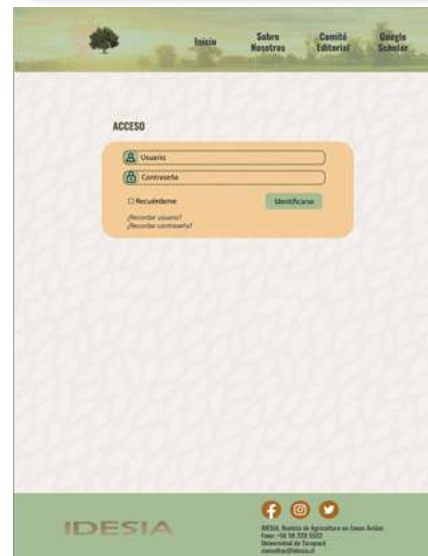 Inicio
Sobre
Nosotros
Comité
Editorial
Google
Scholar
ACCESO
Usuario
Contraseña
Recuérdeme
Identificarse
¿Recordar usuario?
¿Recordar contraseña?
IDESIA
IDESIA, Revista de Agricultura en Zonas Áridas
Universidad de Tarapacá